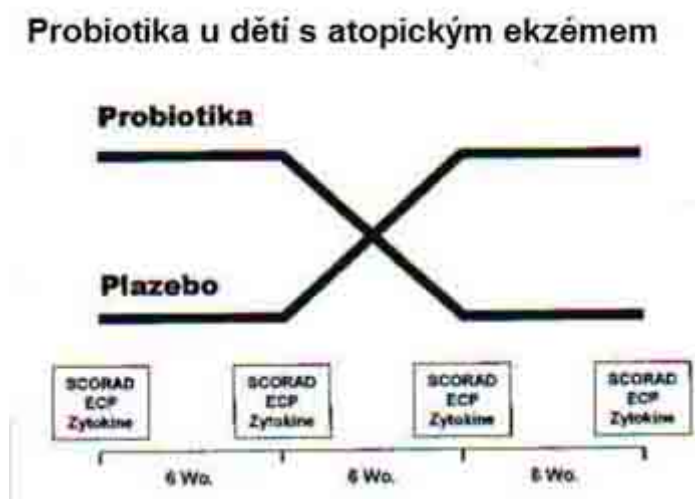 Probiotika u dětí s atopickým ekzémem
Probiotika
Plazebo
SCORAD
ECP
Zytokine
SCORAD
ECP
Zytokine
SCORAD
ECP
Zytokine
SCORAD
ECP
Zytokine
6 Wo.
6 Wo.
6 Wo.